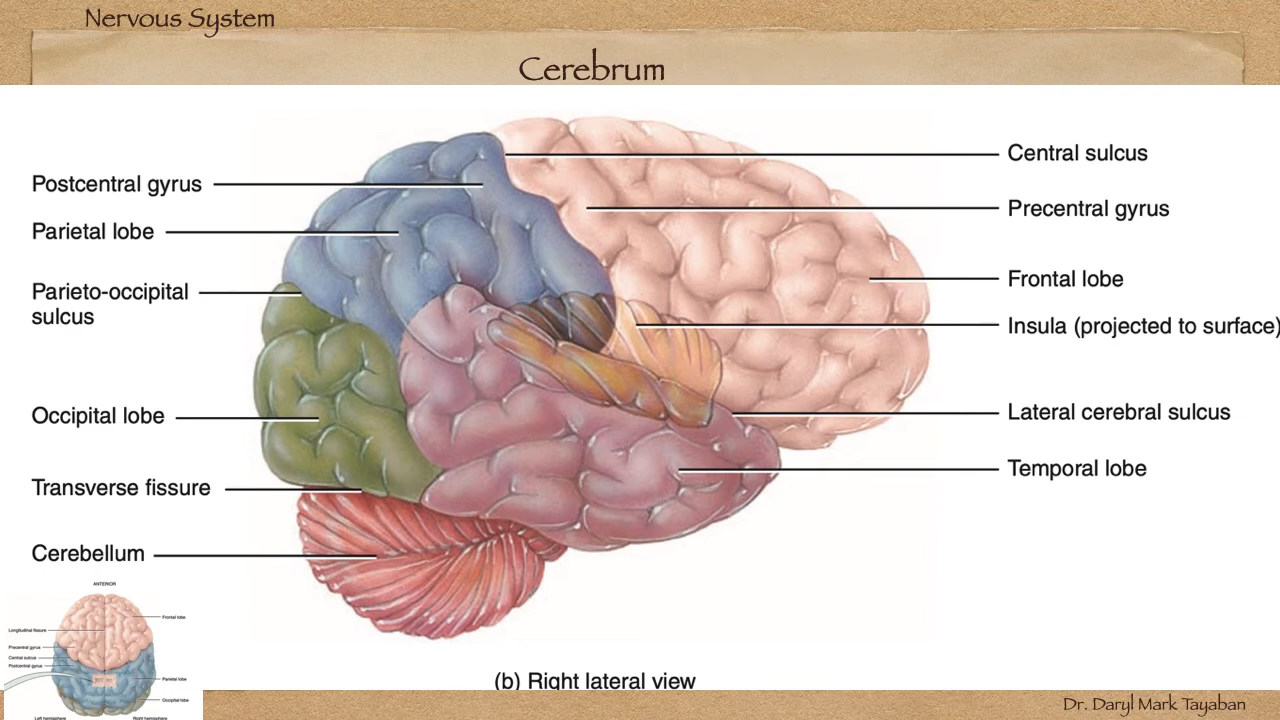 Nervous System
Cerebrum
Postcentral gyrus
Parietal lobe
Parieto-occipital
sulcus
Occipital lobe
Transverse fissure
Cerebellum
Central sulcus
Precentral gyrus
Frontal lobe
Insula (projected to surface)
Lateral cerebral sulcus
Temporal lobe
ANTERIOR
Longitudinal fissure
Precentral gyrus
Central sulcus
Postcentral gyrus
Frontal lobe
Parietal lobe
Occipital lobe
Left hemisphere
Right hemisphere
(b) Right lateral view
Dr. Daryl Mark Tayaban